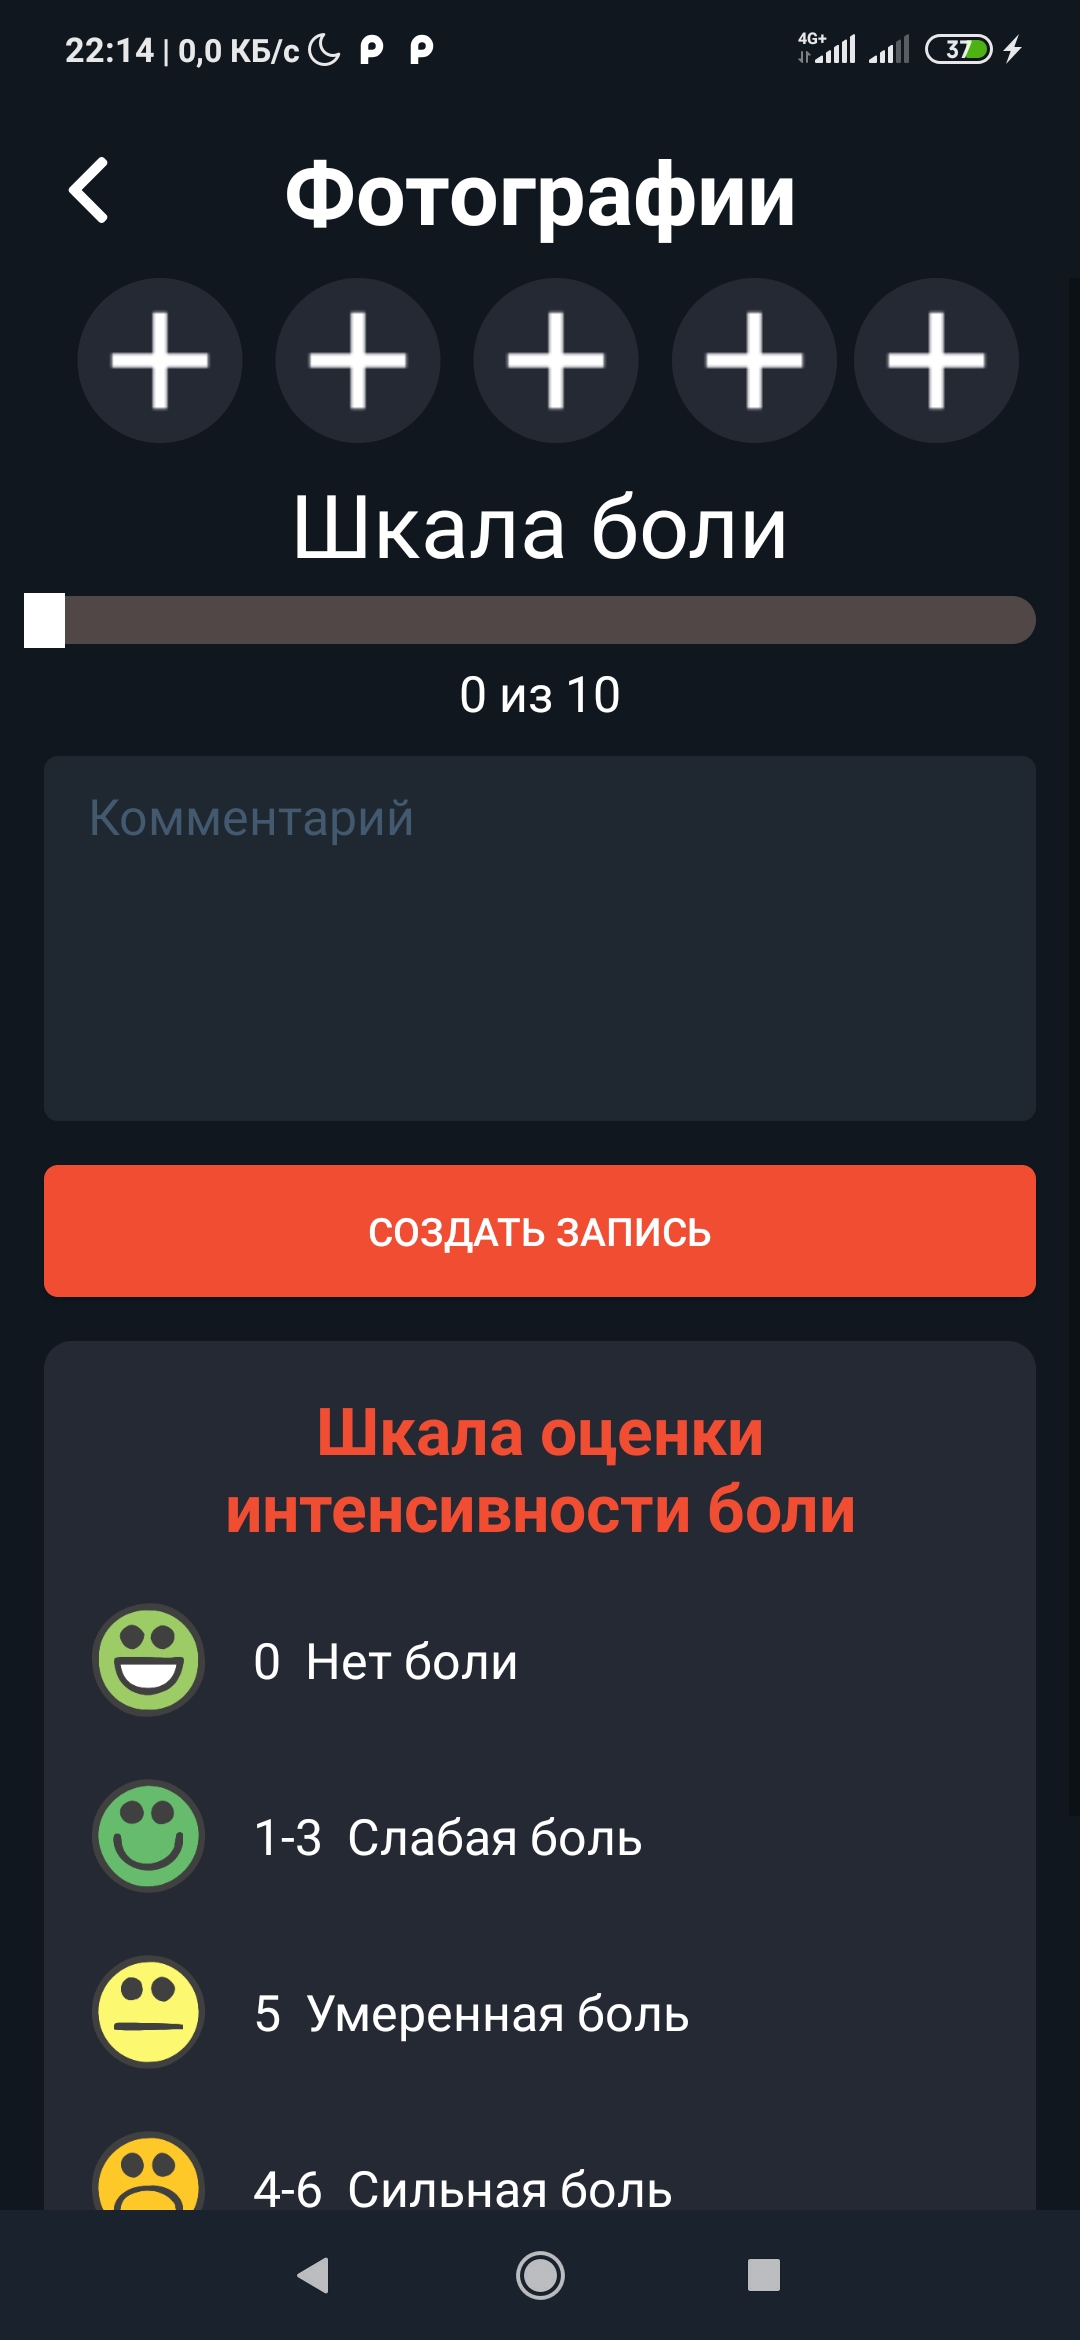 22:14 | 0,0 КБ/с
4G+
37
Фотографии
Шкала боли
0 из 10
Комментарий
СОЗДАТЬ ЗАПИСЬ
Шкала оценки
интенсивности боли
0 Нет боли
1-3 Слабая боль
5 Умеренная боль
4-6 Сильная боль